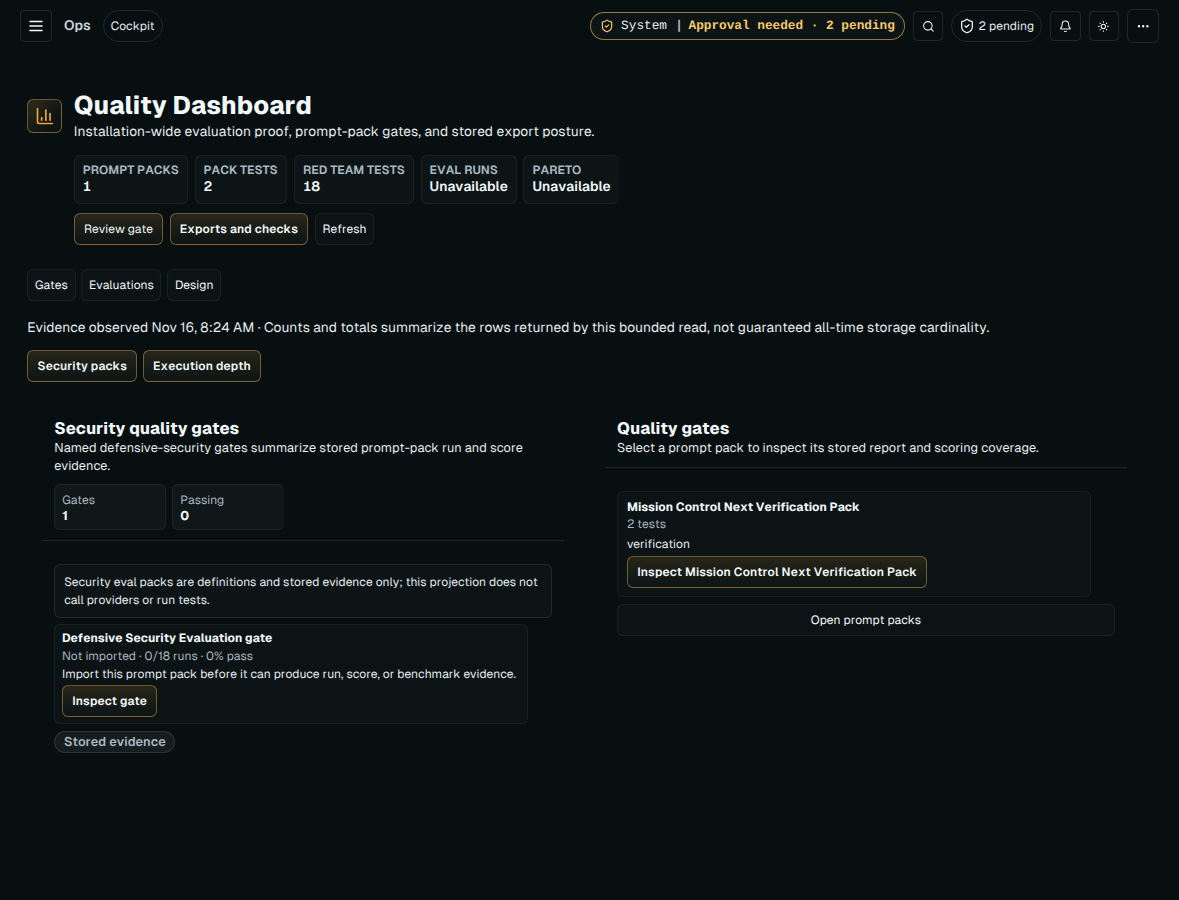 Ops
Cockpit
System | Approval needed · 2 pending
2 pending
Quality Dashboard
Installation-wide evaluation proof, prompt-pack gates, and stored export posture.
PROMPT PACKS
1
PACK TESTS
2
RED TEAM TESTS
18
EVAL RUNS
Unavailable
PARETO
Unavailable
Review gate
Exports and checks
Refresh
Gates
Evaluations
Design
Evidence observed Nov 16, 8:24 AM · Counts and totals summarize the rows returned by this bounded read, not guaranteed all-time storage cardinality.
Security packs
Execution depth
Security quality gates
Named defensive-security gates summarize stored prompt-pack run and score
evidence.
Gates
1
Passing
0
Security eval packs are definitions and stored evidence only; this projection does not
call providers or run tests.
Defensive Security Evaluation gate
Not imported · 0/18 runs · 0% pass
Import this prompt pack before it can produce run, score, or benchmark evidence.
Inspect gate
Stored evidence
Quality gates
Select a prompt pack to inspect its stored report and scoring coverage.
Mission Control Next Verification Pack
2 tests
verification
Inspect Mission Control Next Verification Pack
Open prompt packs